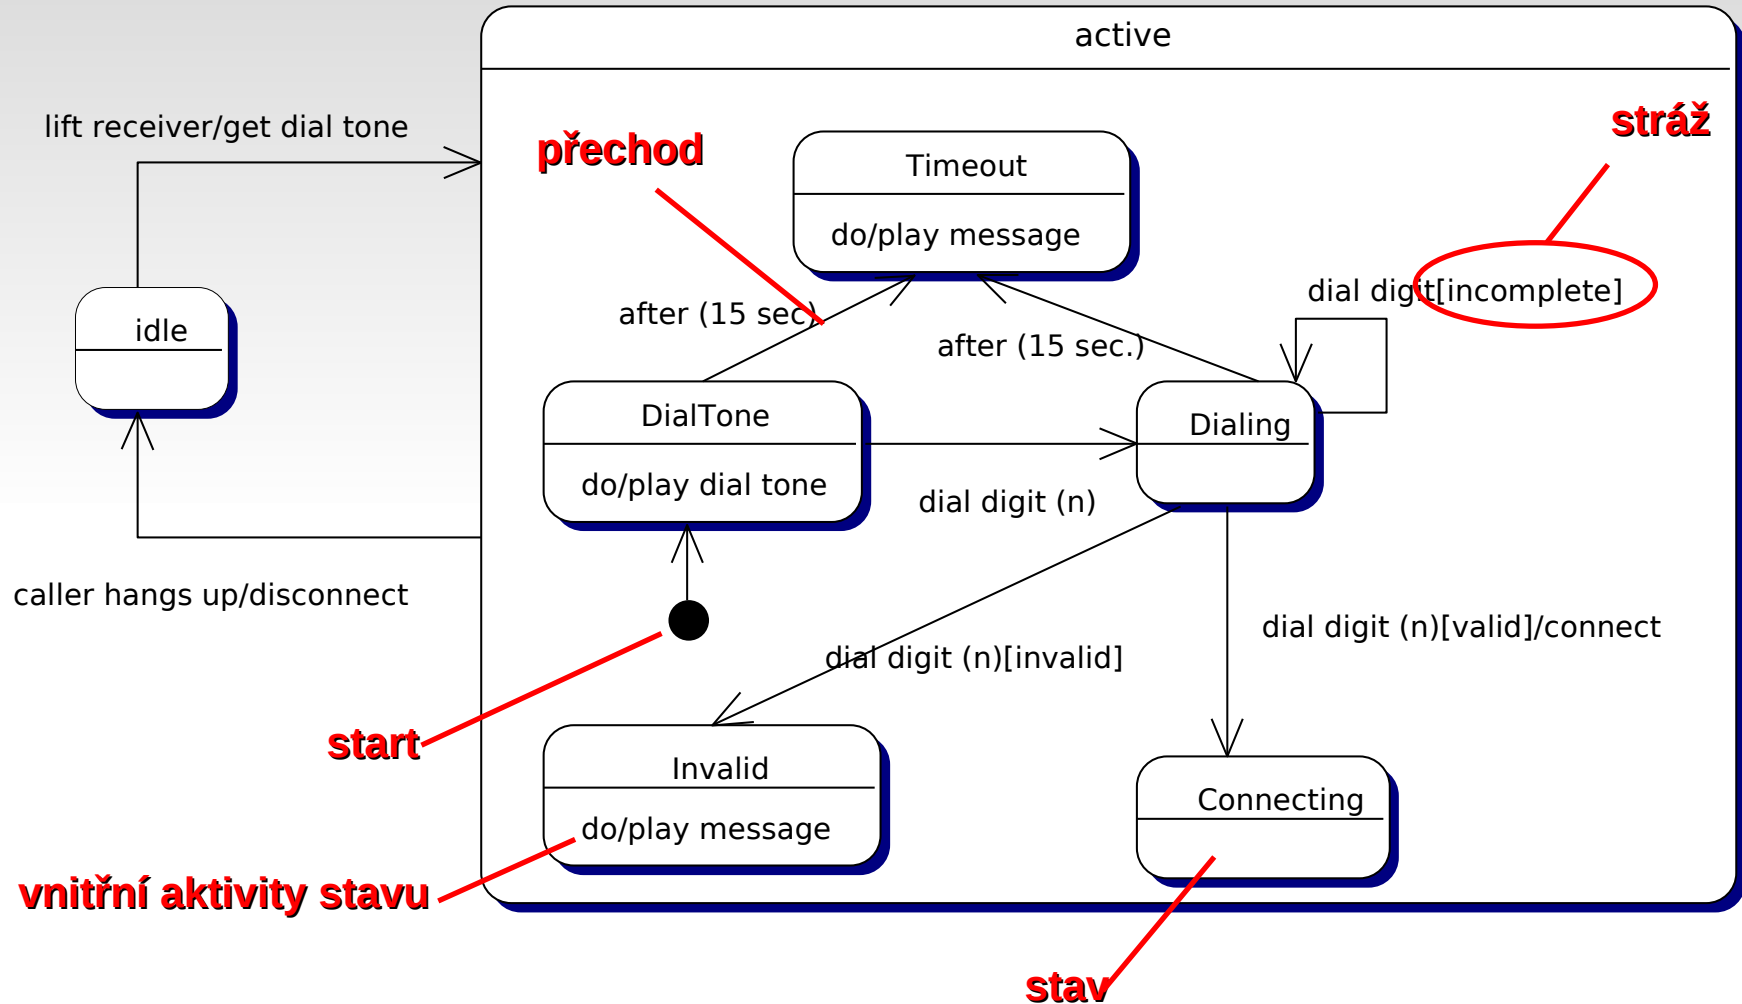 active
lift receiver/get dial tone
přechod
stráž
Timeout
do/play message
dial digit[incomplete]
after (15 sec)
after (15 sec.)
idle
DialTone
do/play dial tone
Dialing
dial digit (n)
caller hangs up/disconnect
dial digit (n)[valid]/connect
dial digit (n)[invalid]
start
Invalid
do/play message
Connecting
vnitřní aktivity stavu
stav